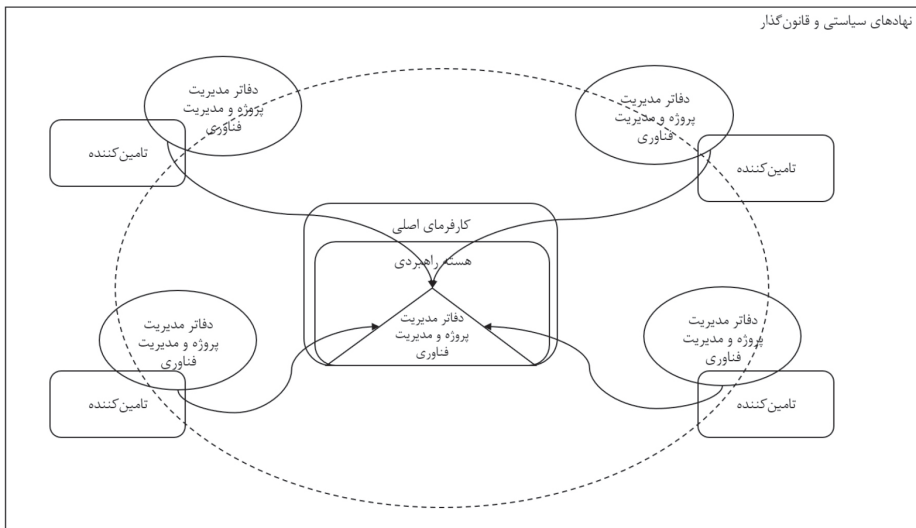 نهادهای سیاستی و قانون‌گذار
دفاتر مدیریت
پروژه و مدیریت
فناوری
تامین‌کننده
دفاتر مدیریت
پروژه و مدیریت
فناوری
تامین‌کننده
کارفرمای اصلی
هسته راهبردی
دفاتر مدیریت
پروژه و مدیریت
فناوری
دفاتر مدیریت
پروژه و مدیریت
فناوری
تامین‌کننده
دفاتر مدیریت
پروژه و مدیریت
فناوری
تامین‌کننده